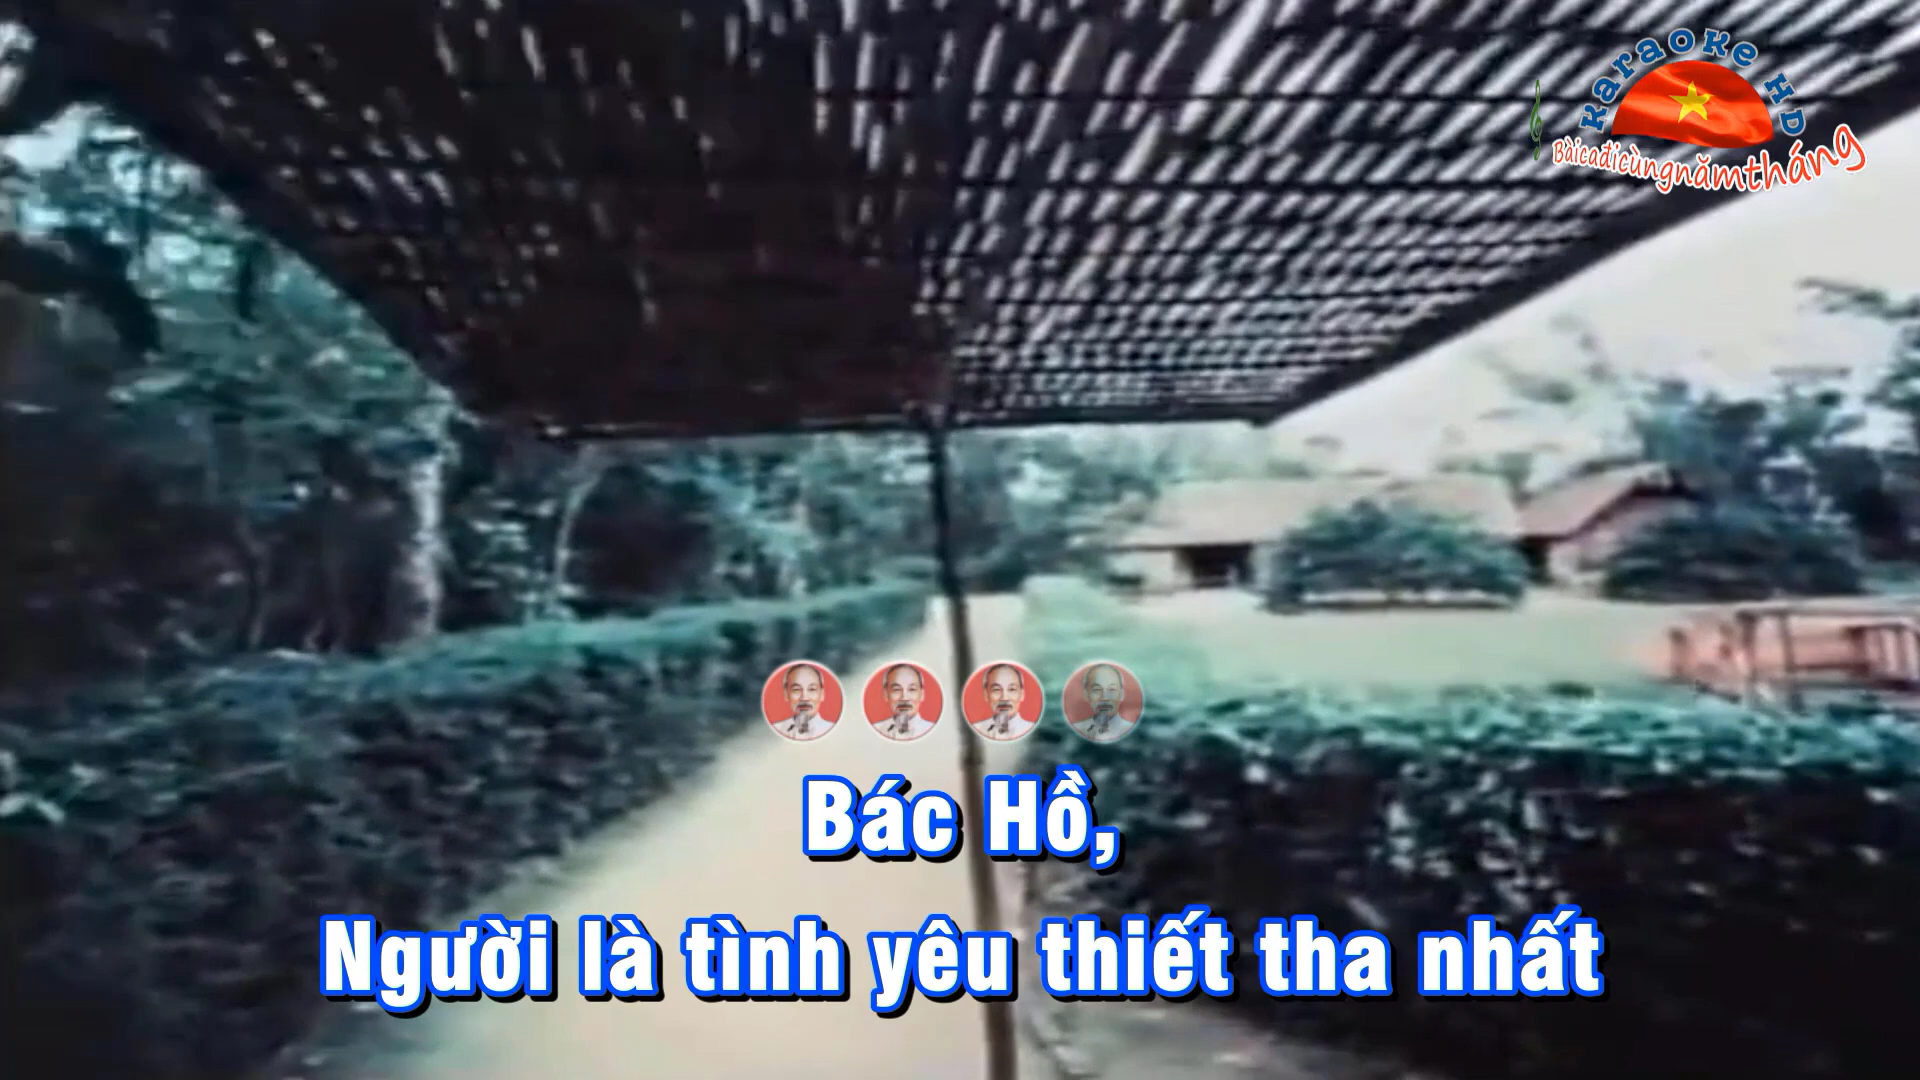 Karaoke HD
Bàicađicùngnămtháng
Bác Hồ,
Người là tình yêu thiết tha nhất